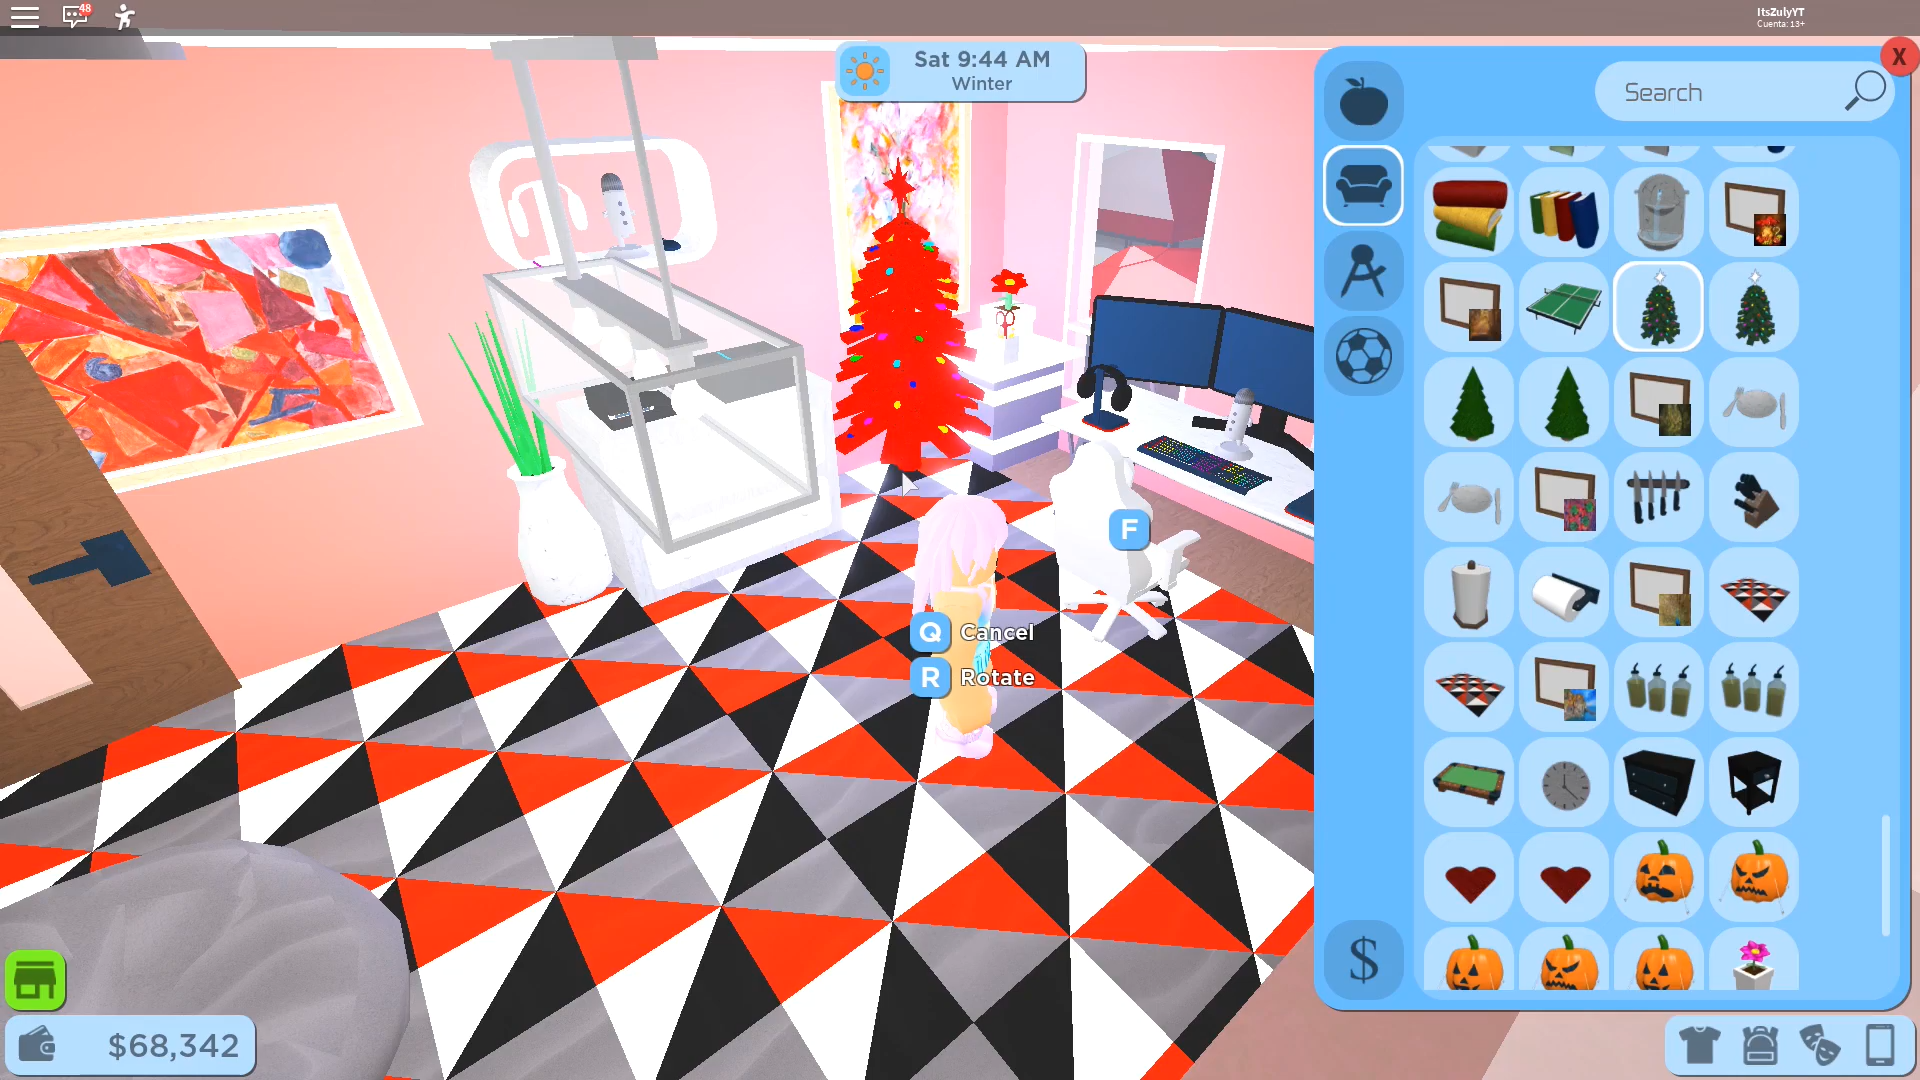 48
ItsZulyYT
Cuenta: 13+
Sat 9:44 AM
Winter
X
Search
F
Q Cancel
R Rotate
$
$68,342